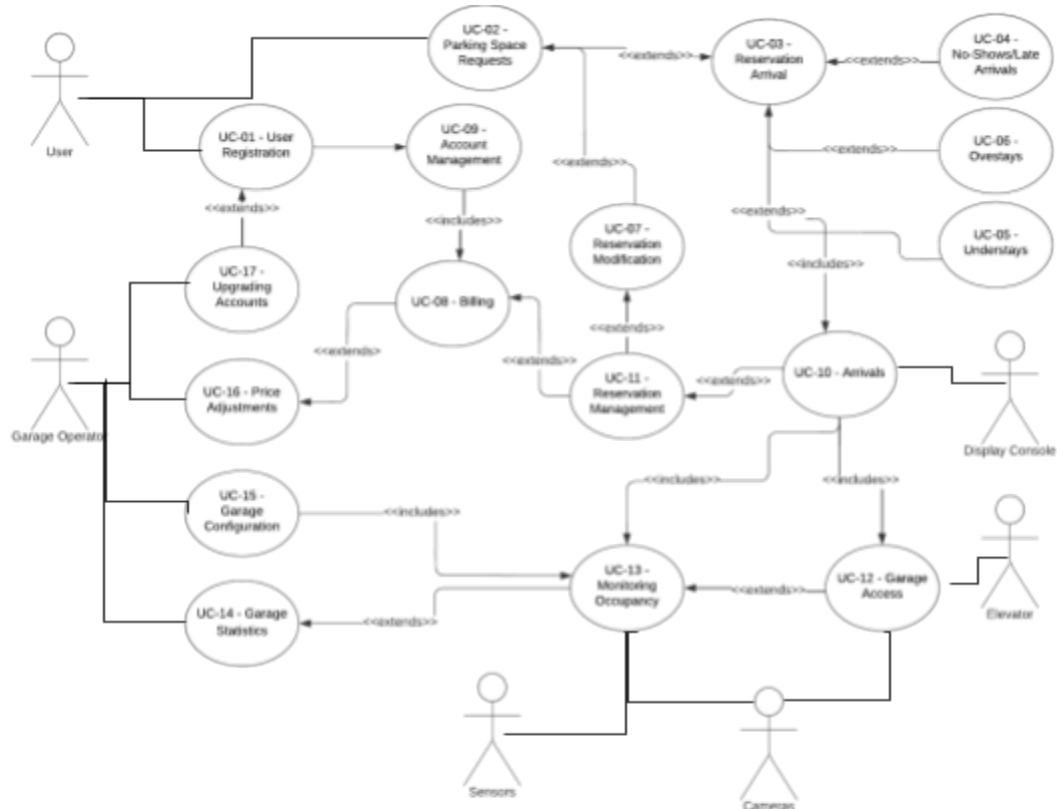 UC-02 -
Parking Space
Requests
<<extends>>
UC-03 -
Reservation
Arrival
<<extends>>
UC-04 -
No-Shows/Late
Arrivals
User
UC-01 - User
Registration
UC-09 -
Account
Management
<<extends>>
<<extends>>
UC-06 -
Ovestays
<<extends>>
<<includes>>
UC-07 -
Reservation
Modification
<<extends>>
<<includes>>
UC-05 -
Understays
UC-17 -
Upgrading
Accounts
UC-08 - Billing
<<extends>
<<extends>>
<<extends>>
UC-11 -
Reservation
Management
<<extends>>
UC-10 - Arrivals
UC-16 - Price
Adjustments
Garage Operator
Display Console
UC-15 -
Garage
Configuration
<<includes>>
<<includes>>
<<includes>>
UC-13 -
Monitoring
Occupancy
<<extends>>
UC-12 - Garage
Access
Elevator
UC-14 - Garage
Statistics
<<extends>>
Sensors
Cameras